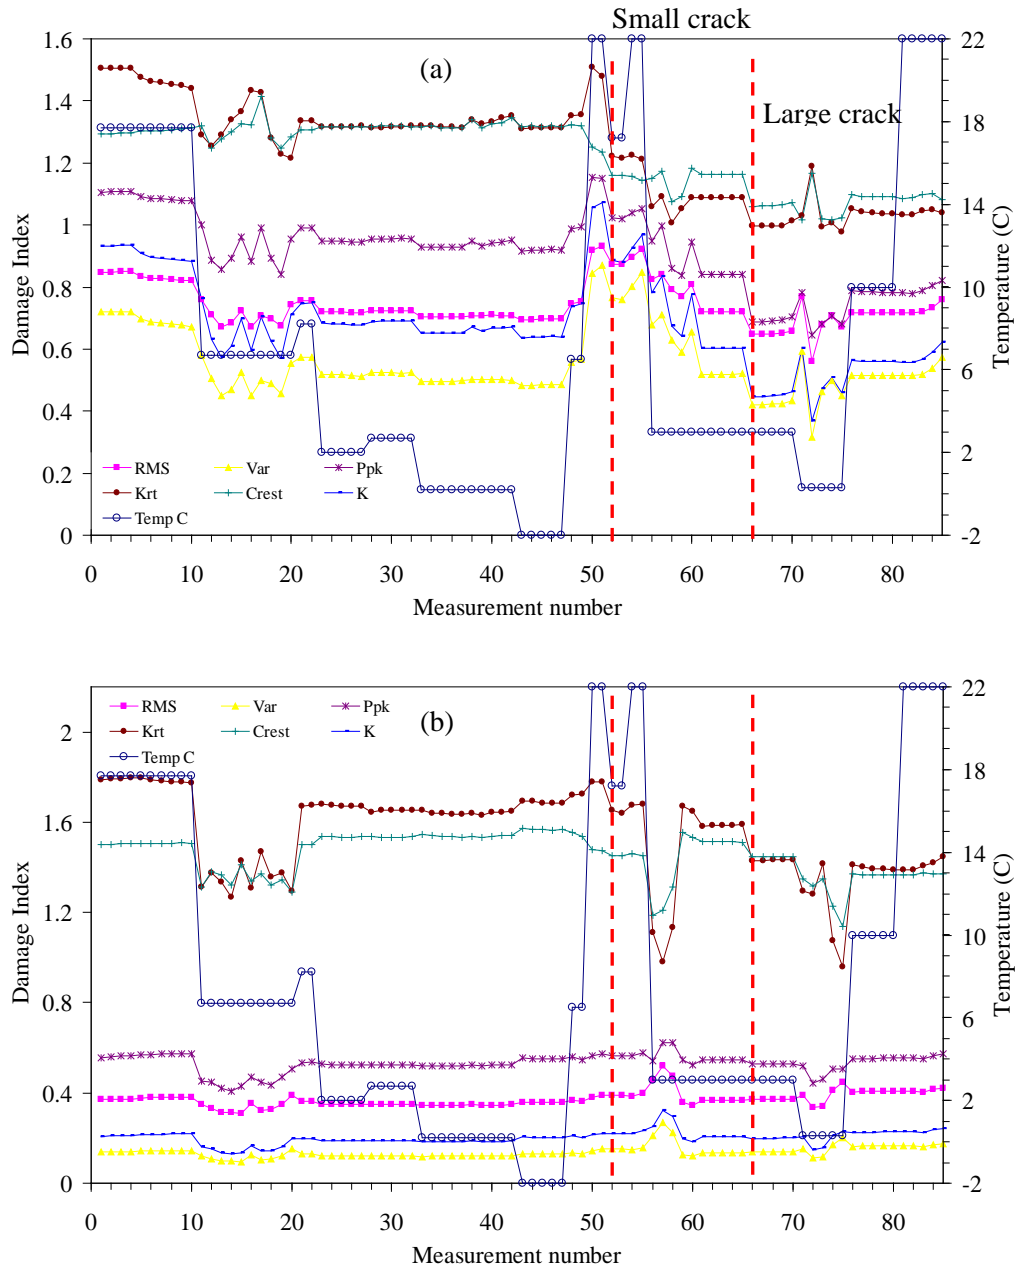 Small crack
1.6 22
(a)
1.4 Large crack
18
1.2
14
1
Damage Index 0.8 10 Temperature (C)
0.6
6
0.4
RMS Var Ppk 2
0.2 Krt Crest K
Temp C
0 -2
0 10 20 30 40 50 60 70 80
Measurement number
22
RMS Var Ppk
2 Krt Crest K (b)
Temp C 18
1.6
14
Damage Index 1.2 10 Temperature (C)
0.8
6
0.4
2
0 -2
0 10 20 30 40 50 60 70 80
Measurement number